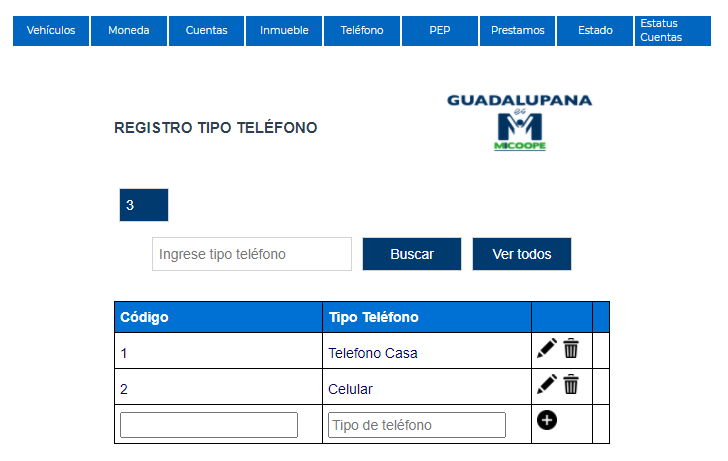 Vehículos Moneda Cuentas Inmueble Teléfono PEP Prestamos Estado Estatus Cuentas
GUADALUPANA
es
MICOOPE
REGISTRO TIPO TELÉFONO
3
Ingrese tipo teléfono Buscar Ver todos
Código Tipo Teléfono
1 Telefono Casa
2 Celular
Tipo de teléfono